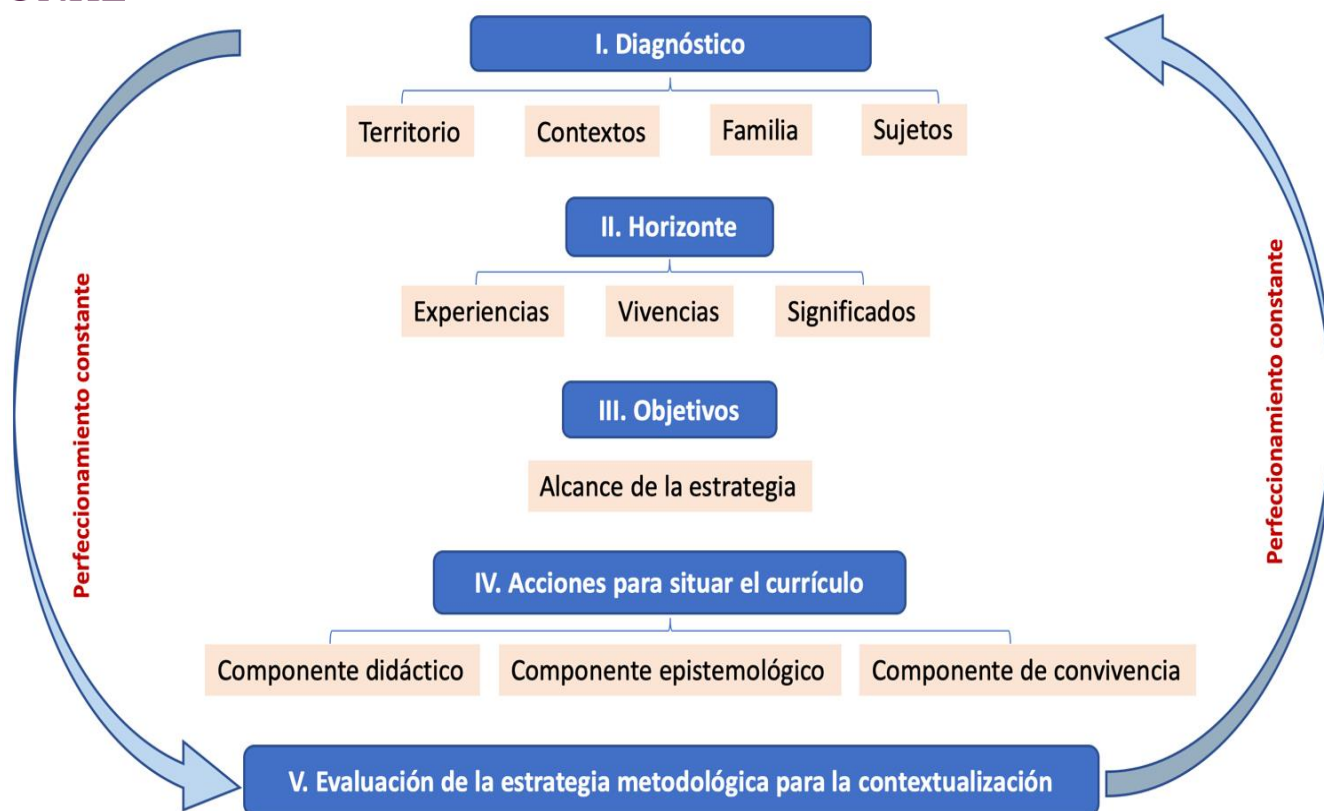 I. Diagnóstico
Territorio
Contextos
Familia
Sujetos
II. Horizonte
Experiencias
Vivencias
Significados
III. Objetivos
Alcance de la estrategia
IV. Acciones para situar el currículo
Componente didáctico
Componente epistemológico
Componente de convivencia
V. Evaluación de la estrategia metodológica para la contextualización
Perfeccionamiento constante
Perfeccionamiento constante